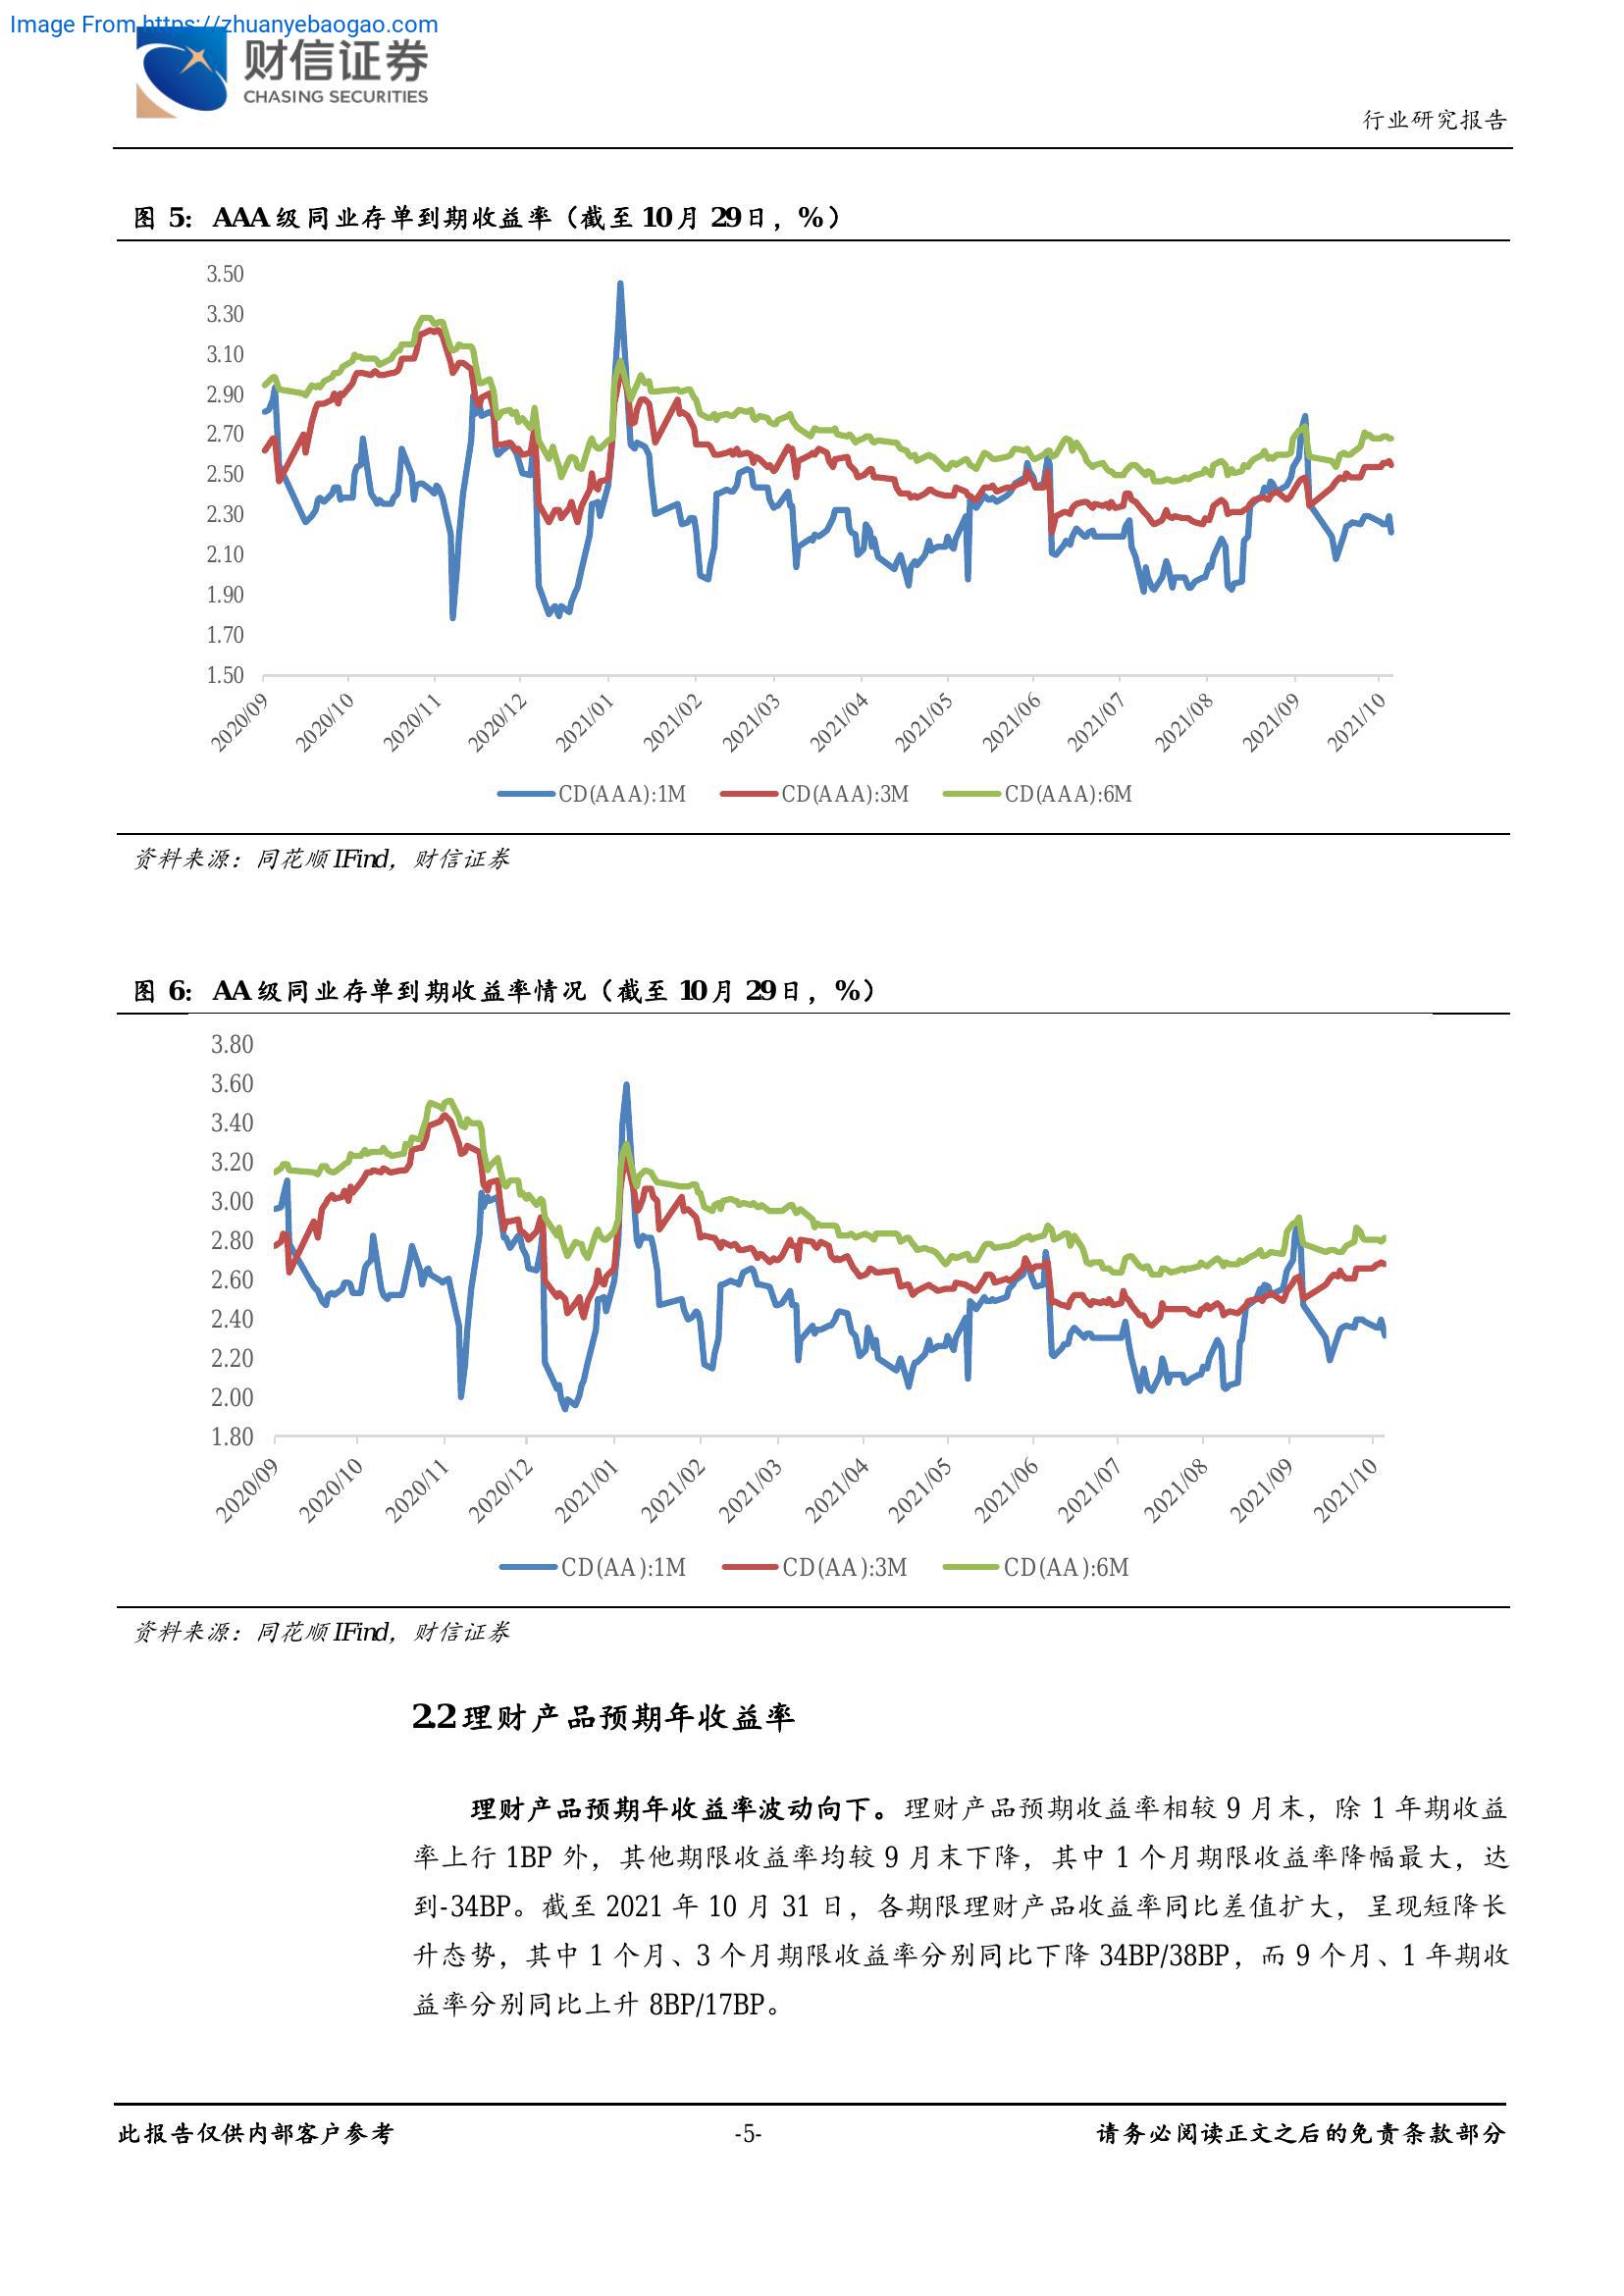 Image From https://zhuanyebaogao.com
财信证券
CHASING SECURITIES
行业研究报告
图 5: AAA 级同业存单到期收益率（截至 10 月 29 日，%）
3.50
3.30
3.10
2.90
2.70
2.50
2.30
2.10
1.90
1.70
1.50
2020/09 2020/10 2020/11 2020/12 2021/01 2021/02 2021/03 2021/04 2021/05 2021/06 2021/07 2021/08 2021/09 2021/10
CD(AAA):1M CD(AAA):3M CD(AAA):6M
资料来源：同花顺 IFind，财信证券
图 6: AA 级同业存单到期收益率情况（截至 10 月 29 日，%）
3.80
3.60
3.40
3.20
3.00
2.80
2.60
2.40
2.20
2.00
1.80
2020/09 2020/10 2020/11 2020/12 2021/01 2021/02 2021/03 2021/04 2021/05 2021/06 2021/07 2021/08 2021/09 2021/10
CD(AA):1M CD(AA):3M CD(AA):6M
资料来源：同花顺 IFind，财信证券
2.2 理财产品预期年收益率
理财产品预期年收益率波动向下。理财产品预期收益率相较 9 月末，除 1 年期收益
率上行 1BP 外，其他期限收益率均较 9 月末下降，其中 1 个月期限收益率降幅最大，达
到-34BP。截至 2021 年 10 月 31 日，各期限理财产品收益率同比差值扩大，呈现短降长
升态势，其中 1 个月、3 个月期限收益率分别同比下降 34BP/38BP，而 9 个月、1 年期收
益率分别同比上升 8BP/17BP。
此报告仅供内部客户参考
-5-
请务必阅读正文之后的免责条款部分